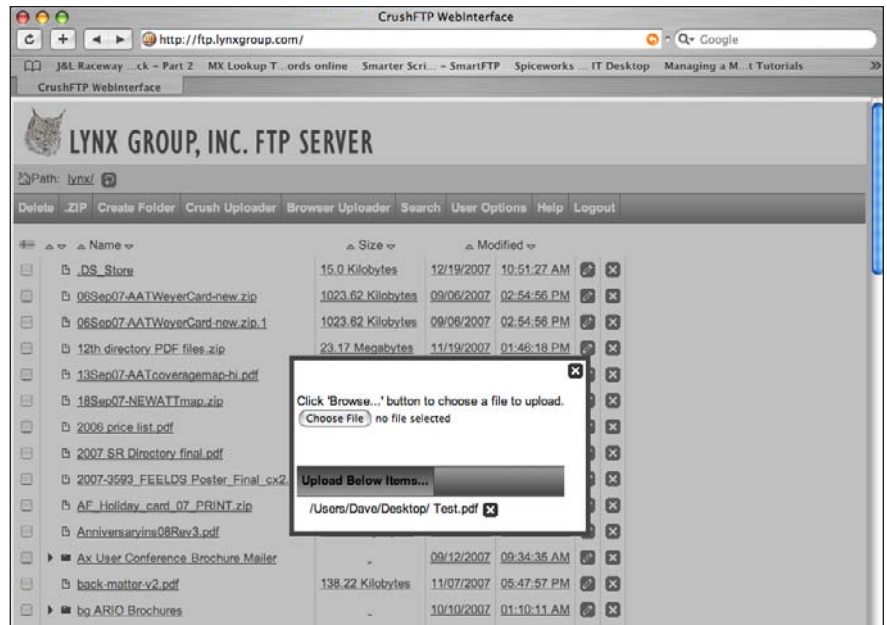 CrushFTP WebInterface
http://ftp.lynxgroup.com/
Google
J&L Raceway ...ck – Part 2 MX Lookup T...ords online Smarter Scri... – SmartFTP Spiceworks ... IT Desktop Managing a M...t Tutorials
CrushFTP WebInterface
LYNX GROUP, INC. FTP SERVER
Path: lynx/
Delete .ZIP Create Folder Crush Uploader Browser Uploader Search User Options Help Logout
Name Size Modified
.DS_Store 15.0 Kilobytes 12/19/2007 10:51:27 AM
06Sep07-AATWeyerCard-new.zip 1023.62 Kilobytes 09/06/2007 02:54:56 PM
06Sep07-AATWeyerCard-new.zip.1 1023.62 Kilobytes 09/06/2007 02:54:56 PM
12th directory PDF files.zip 23.17 Megabytes 11/19/2007 01:46:18 PM
13Sep07-AATcoveragemap-hi.pdf
18Sep07-NEWATTmap.zip
2006 price list.pdf
2007 SR Directory final.pdf
2007-3593_FEELDS Poster_Final_cx2.
AF_Holiday_card_07_PRINT.zip
Anniversaryins08Rev3.pdf
Click 'Browse...' button to choose a file to upload.
Choose File no file selected
Upload Below Items...
/Users/Dave/Desktop/ Test.pdf
Ax User Conference Brochure Mailer - 09/12/2007 09:34:35 AM
back-matter-v2.pdf 138.22 Kilobytes 11/07/2007 05:47:57 PM
bg ARIO Brochures - 10/10/2007 01:10:11 AM